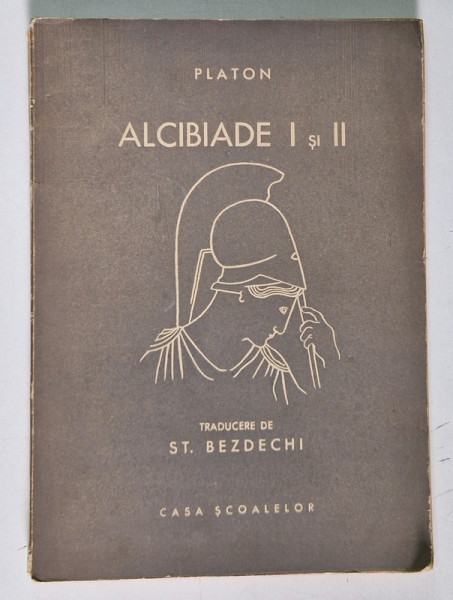 PLATON
ALCIBIADE I ȘI II
TRADUCERE DE
ST. BEZDECHI
CASA ȘCOALELOR